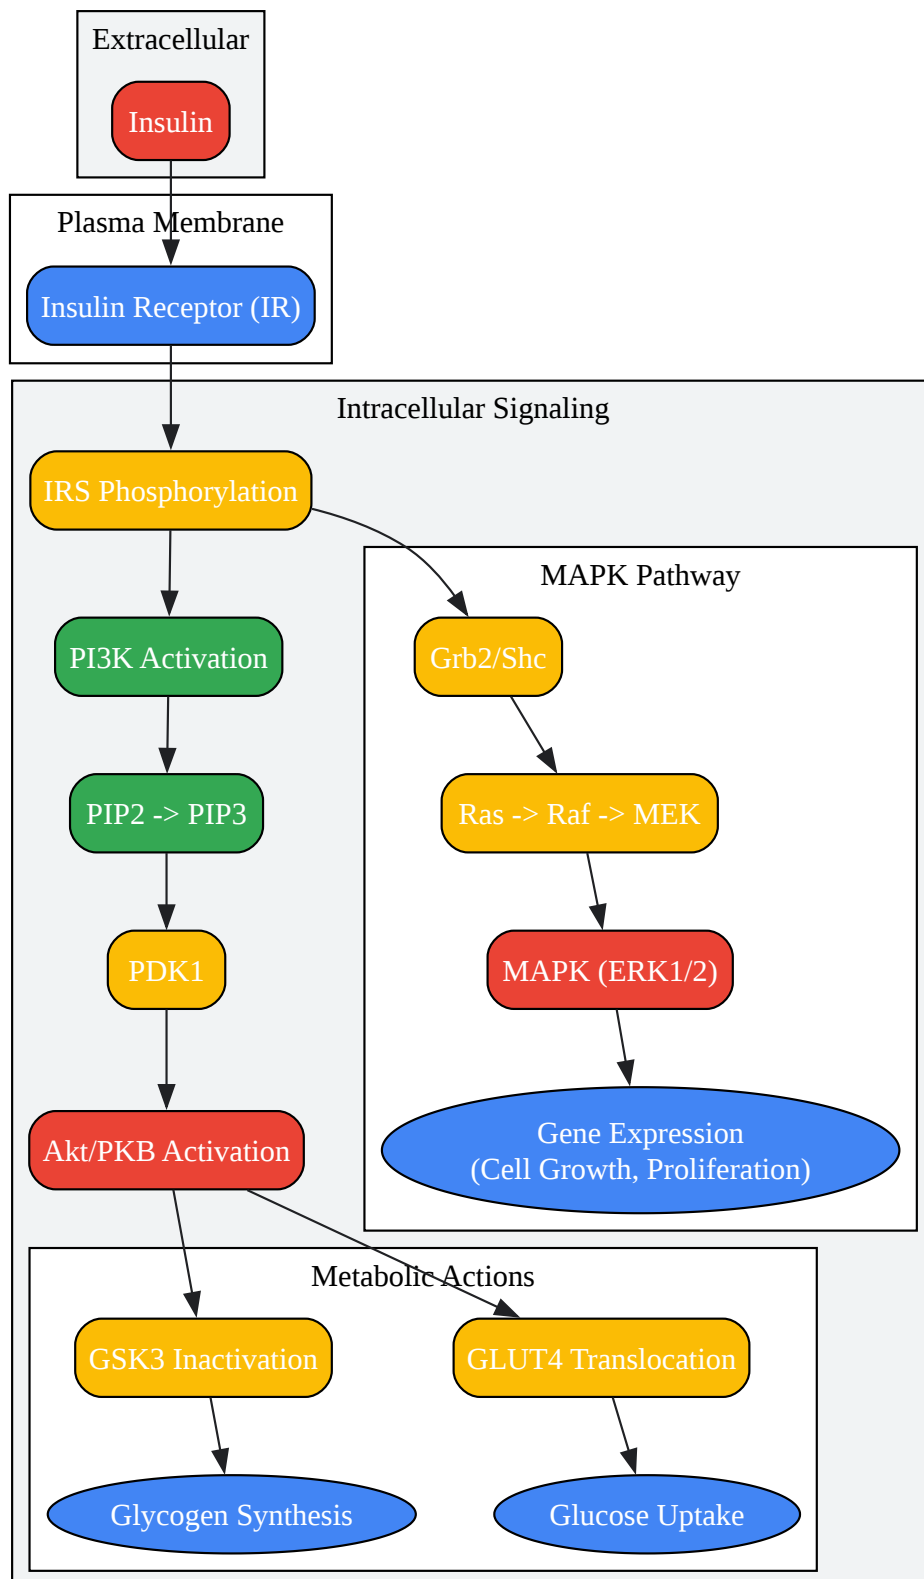 Extracellular
Insulin
Plasma Membrane
Insulin Receptor (IR)
Intracellular Signaling
IRS Phosphorylation
MAPK Pathway
PI3K Activation
Grb2/Shc
PIP2 -> PIP3
Ras -> Raf -> MEK
PDK1
MAPK (ERK1/2)
Gene Expression
(Cell Growth, Proliferation)
Akt/PKB Activation
Metabolic Actions
GSK3 Inactivation
GLUT4 Translocation
Glycogen Synthesis
Glucose Uptake